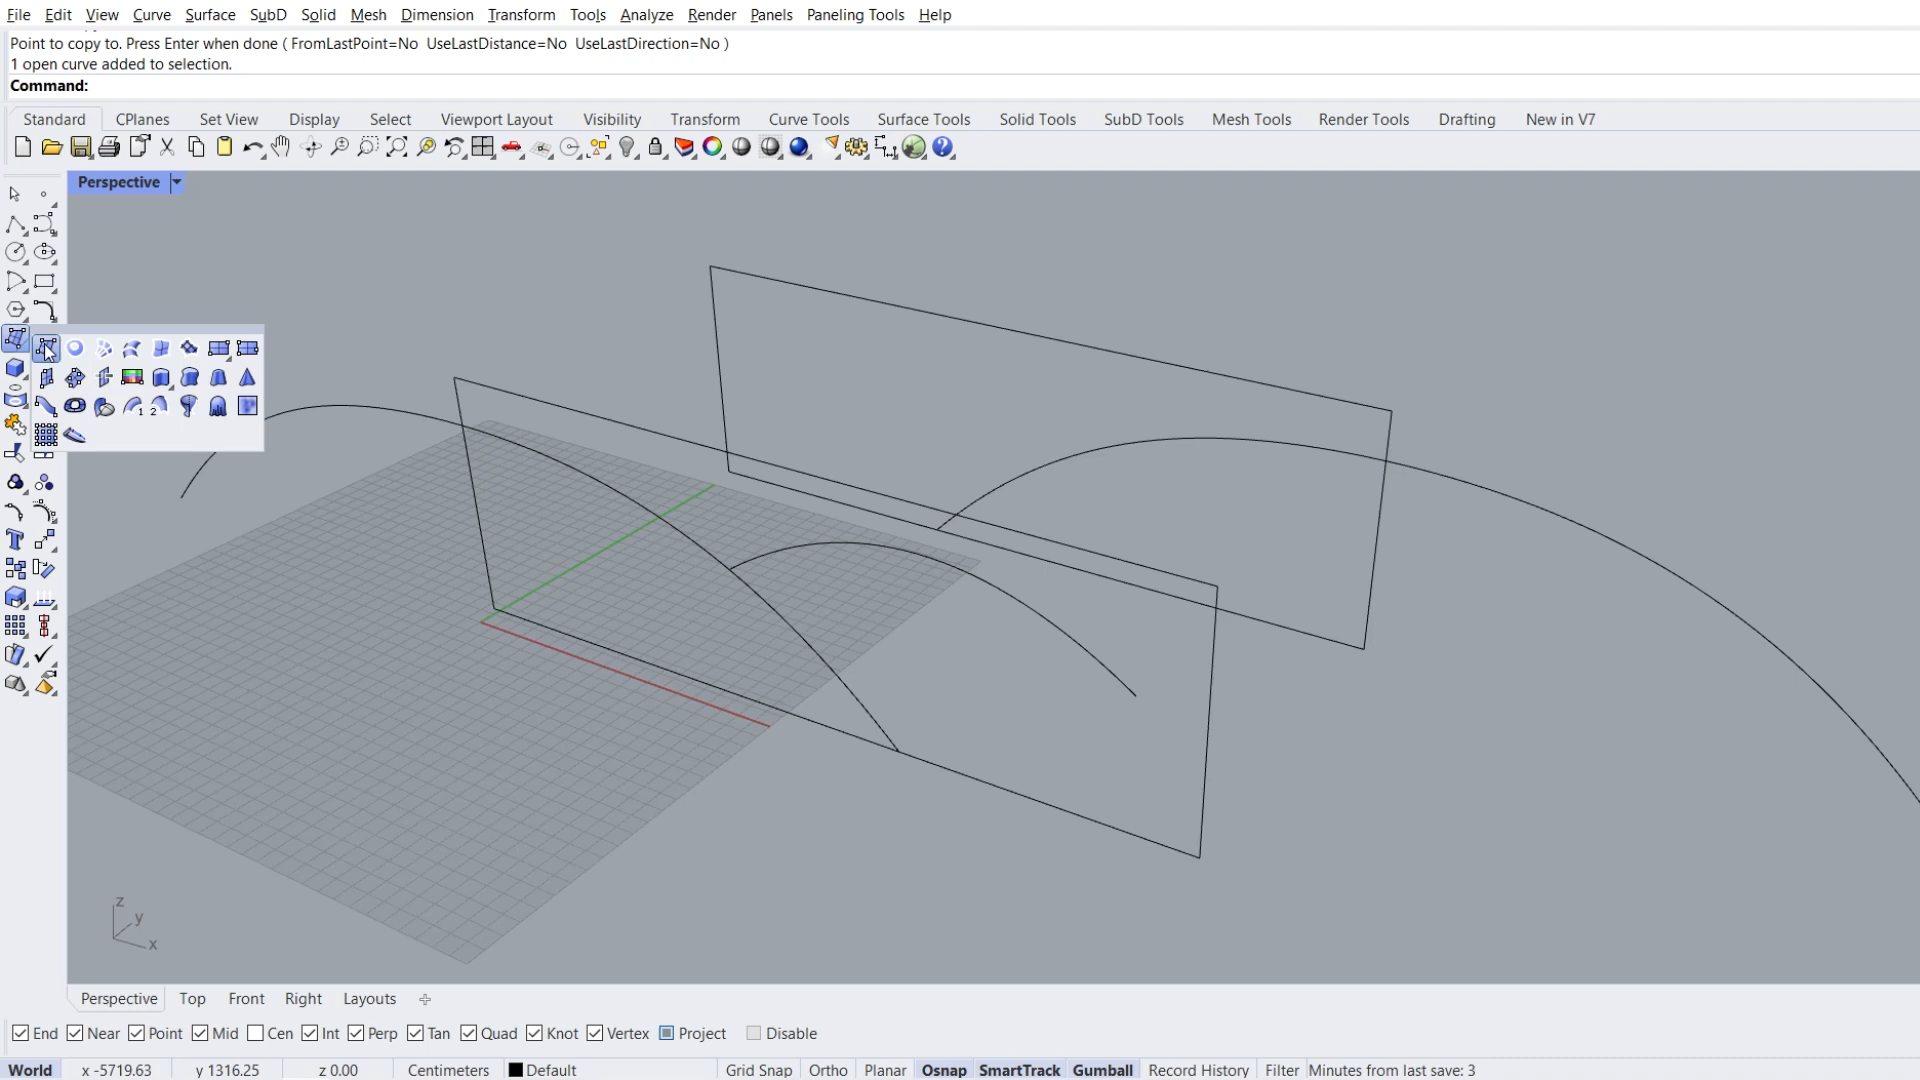 File Edit View Curve Surface SubD Solid Mesh Dimension Transform Tools Analyze Render Panels Paneling Tools Help
Point to copy to. Press Enter when done ( FromLastPoint=No UseLastDistance=No UseLastDirection=No )
1 open curve added to selection.
Command:
Standard CPlanes Set View Display Select Viewport Layout Visibility Transform Curve Tools Surface Tools Solid Tools SubD Tools Mesh Tools Render Tools Drafting New in V7
Perspective
1 2
z
y
x
Perspective Top Front Right Layouts
End Near Point Mid Cen Int Perp Tan Quad Knot Vertex Project Disable
World x -5719.63 y 1316.25 z 0.00 Centimeters Default Grid Snap Ortho Planar Osnap SmartTrack Gumball Record History Filter Minutes from last save: 3